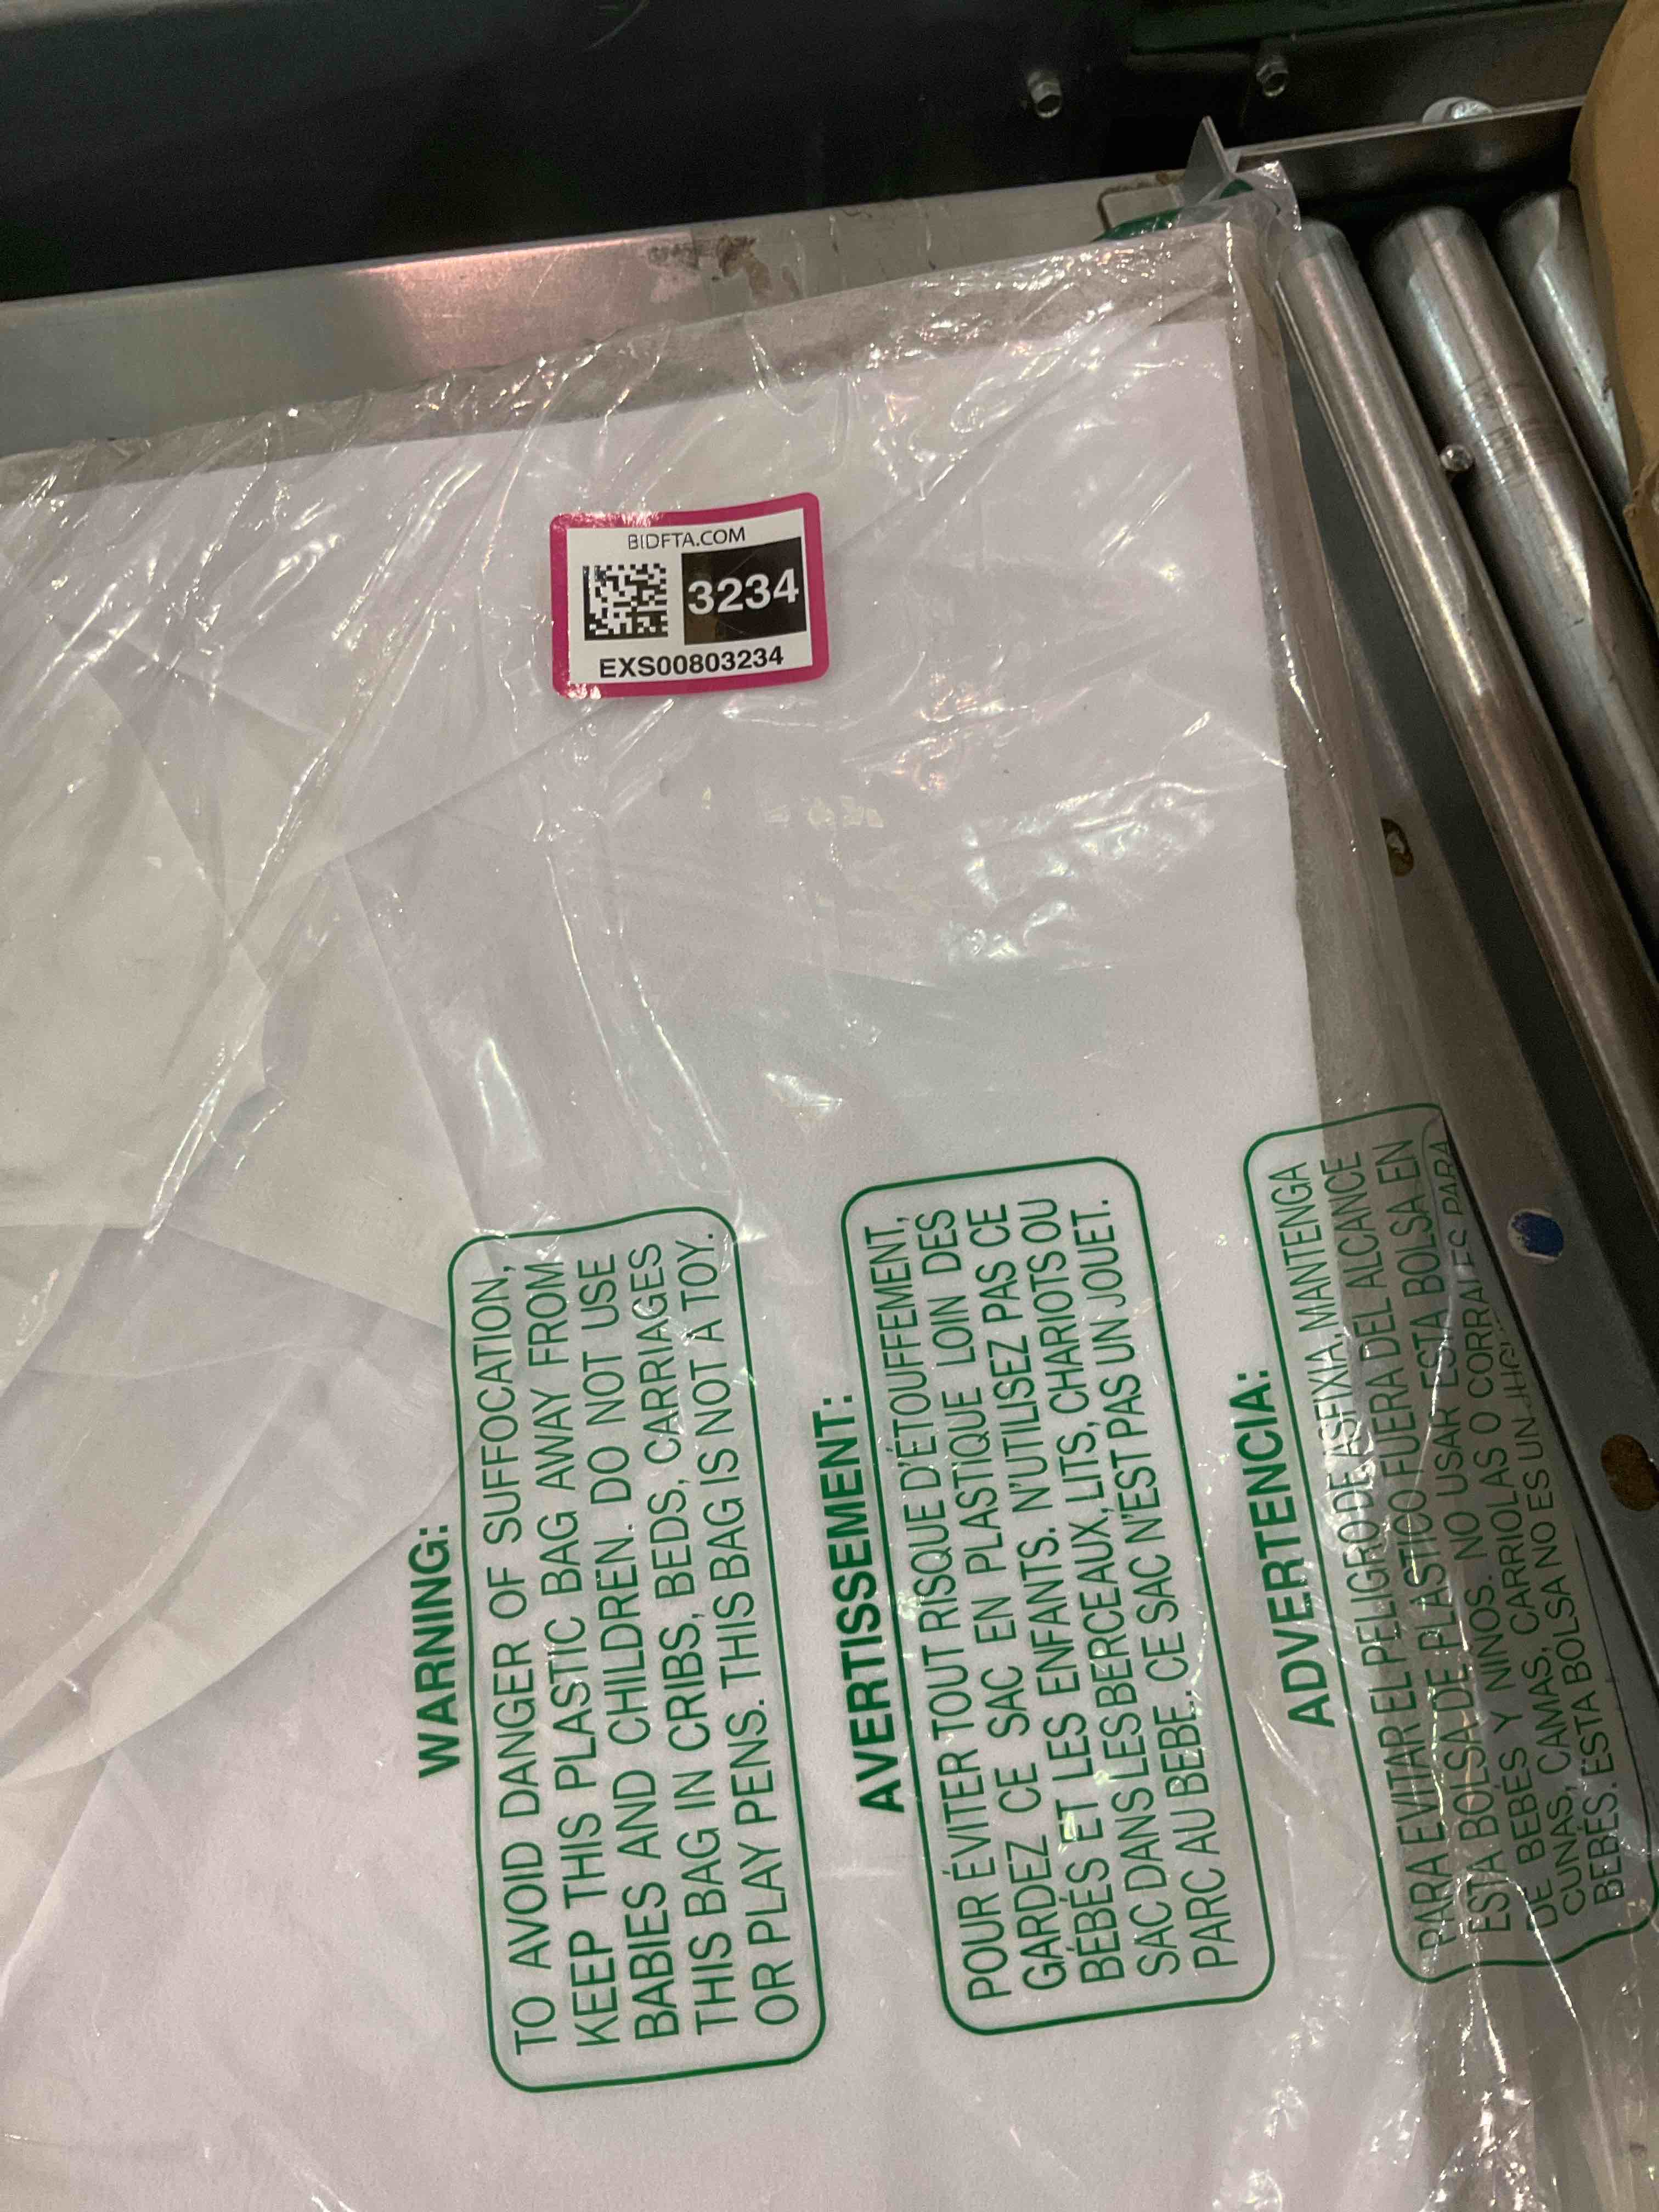 BIDFTA.COM
3234
EXS00803234
WARNING:
TO AVOID DANGER OF SUFFOCATION,
KEEP THIS PLASTIC BAG AWAY FROM
BABIES AND CHILDREN. DO NOT USE
THIS BAG IN CRIBS, BEDS, CARRIAGES
OR PLAY PENS. THIS BAG IS NOT A TOY.
AVERTISSEMENT:
POUR ÉVITER TOUT RISQUE D'ÉTOUFFEMENT,
GARDEZ CE SAC EN PLASTIQUE LOIN DES
BÉBÉS ET LES ENFANTS. N'UTILISEZ PAS CE
SAC DANS LES BERCEAUX, LITS, CHARIOTS OU
PARC AU BEBE. CE SAC N'EST PAS UN JOUET.
ADVERTENCIA:
PARA EVITAR EL PELIGRO DE ASFIXIA, MANTENGA
ESTA BOLSA DE PLASTICO FUERA DEL ALCANCE
DE BEBÉS Y NINOS. NO USAR ESTA BOLSA EN
CUNAS, CAMAS, CARRIOLAS O CORRALES PARA
BEBÉS. ESTA BOLSA NO ES UN